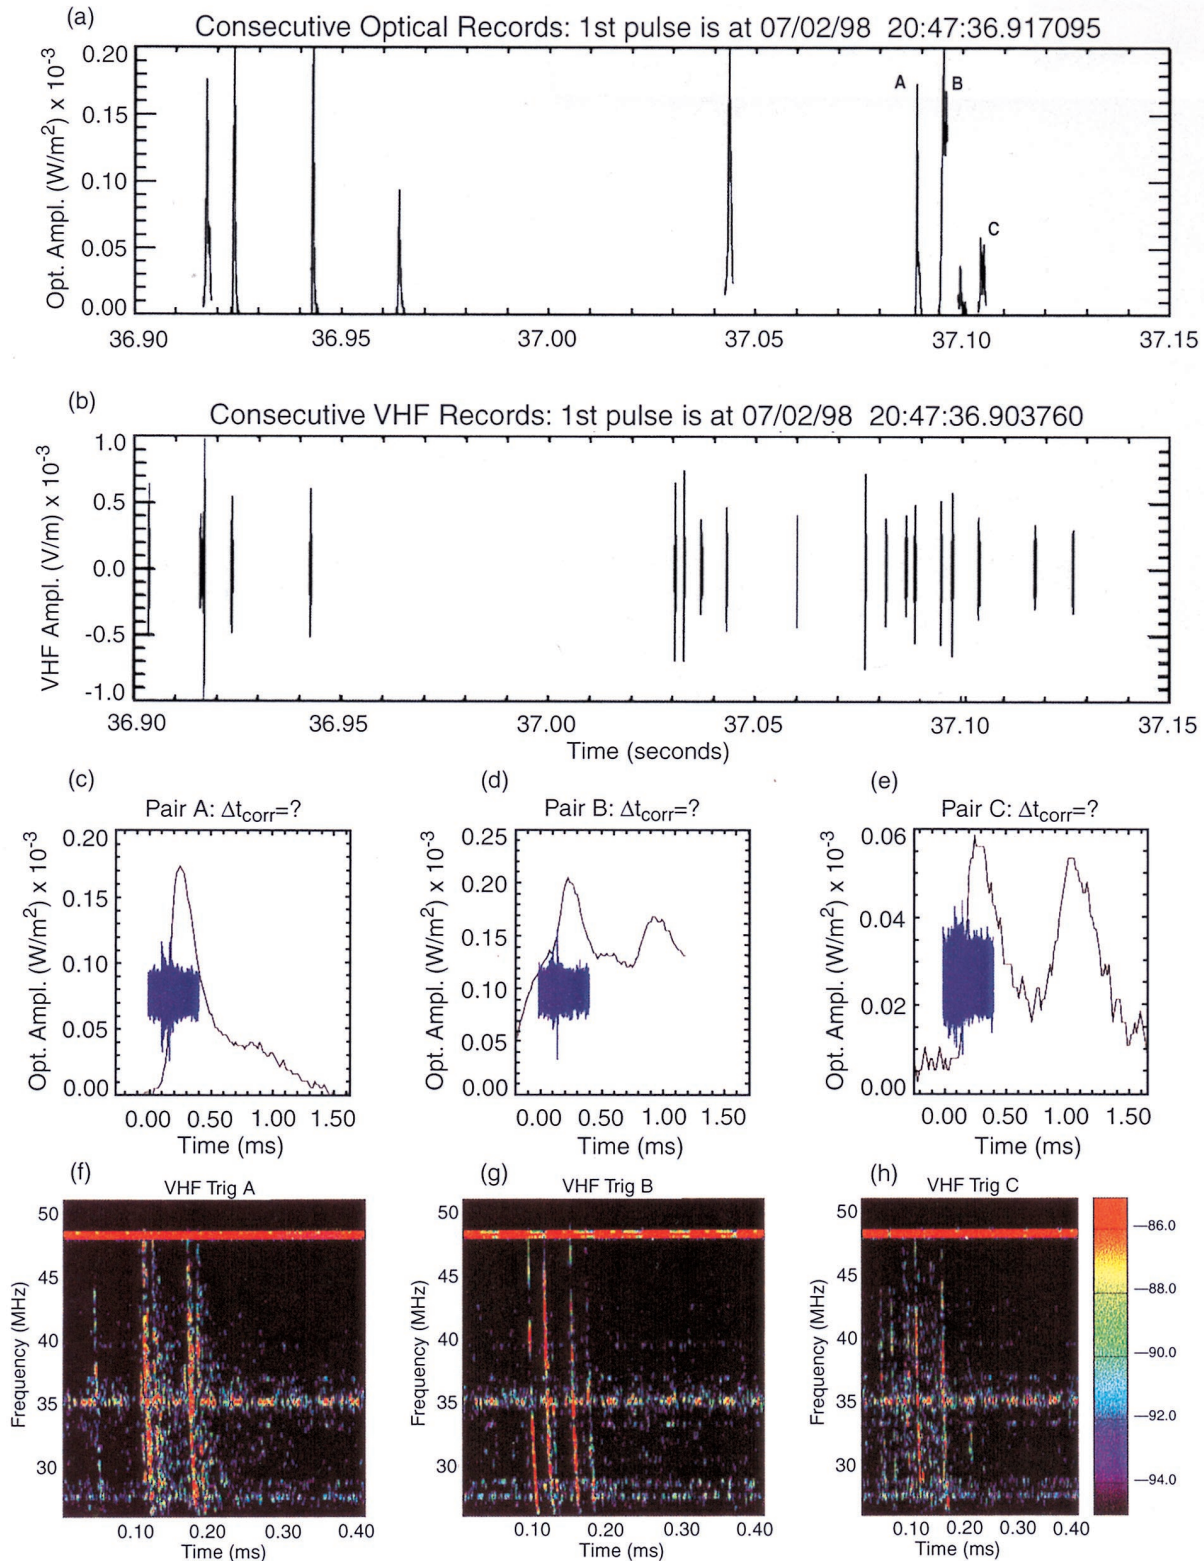 (a)
Consecutive Optical Records: 1st pulse is at 07/02/98 20:47:36.917095
Opt. Ampl. (W/m²) x 10⁻³
0.20
0.15
0.10
0.05
0.00
A
B
C
36.90 36.95 37.00 37.05 37.10 37.15
(b)
Consecutive VHF Records: 1st pulse is at 07/02/98 20:47:36.903760
VHF Ampl. (V/m) x 10⁻³
1.0
0.5
0.0
-0.5
-1.0
36.90 36.95 37.00 37.05 37.10 37.15
Time (seconds)
(c)
Pair A: Δtcorr=?
Opt. Ampl. (W/m²) x 10⁻³
0.20
0.15
0.10
0.05
0.00
0.00 0.50 1.00 1.50
Time (ms)
(d)
Pair B: Δtcorr=?
Opt. Ampl. (W/m²) x 10⁻³
0.25
0.20
0.15
0.10
0.05
0.00
0.00 0.50 1.00 1.50
Time (ms)
(e)
Pair C: Δtcorr=?
Opt. Ampl. (W/m²) x 10⁻³
0.06
0.04
0.02
0.00
0.00 0.50 1.00 1.50
Time (ms)
(f)
VHF Trig A
Frequency (MHz)
50
45
40
35
30
0.10 0.20 0.30 0.40
Time (ms)
(g)
VHF Trig B
Frequency (MHz)
50
45
40
35
30
0.10 0.20 0.30 0.40
Time (ms)
(h)
VHF Trig C
Frequency (MHz)
50
45
40
35
30
0.10 0.20 0.30 0.40
Time (ms)
—86.0
—88.0
—90.0
—92.0
—94.0